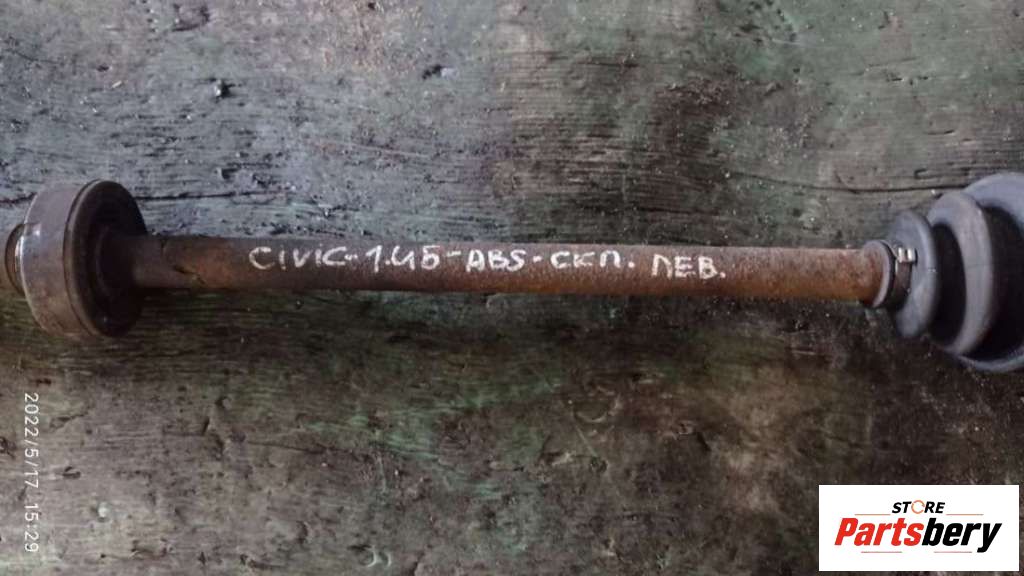 CIVIC-1.4Б-ABS-СКП. ЛЕВ.
2022/5/17 15:29
STORE
Partsbery